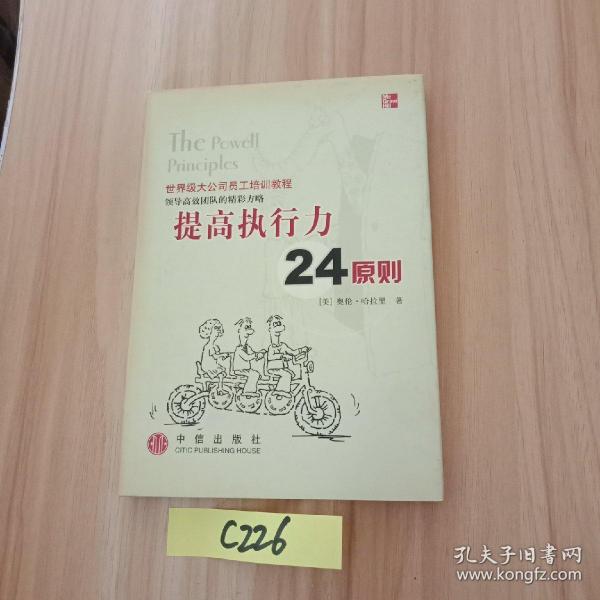 Mc
Graw
Hill
The Powell
Principles
世界级大公司员工培训教程
领导高效团队的精彩方略
提高执行力
24原则
[美] 奥伦·哈拉里 著
中信出版社
CITIC PUBLISHING HOUSE
C226
孔夫子旧书网
www.kongfz.com